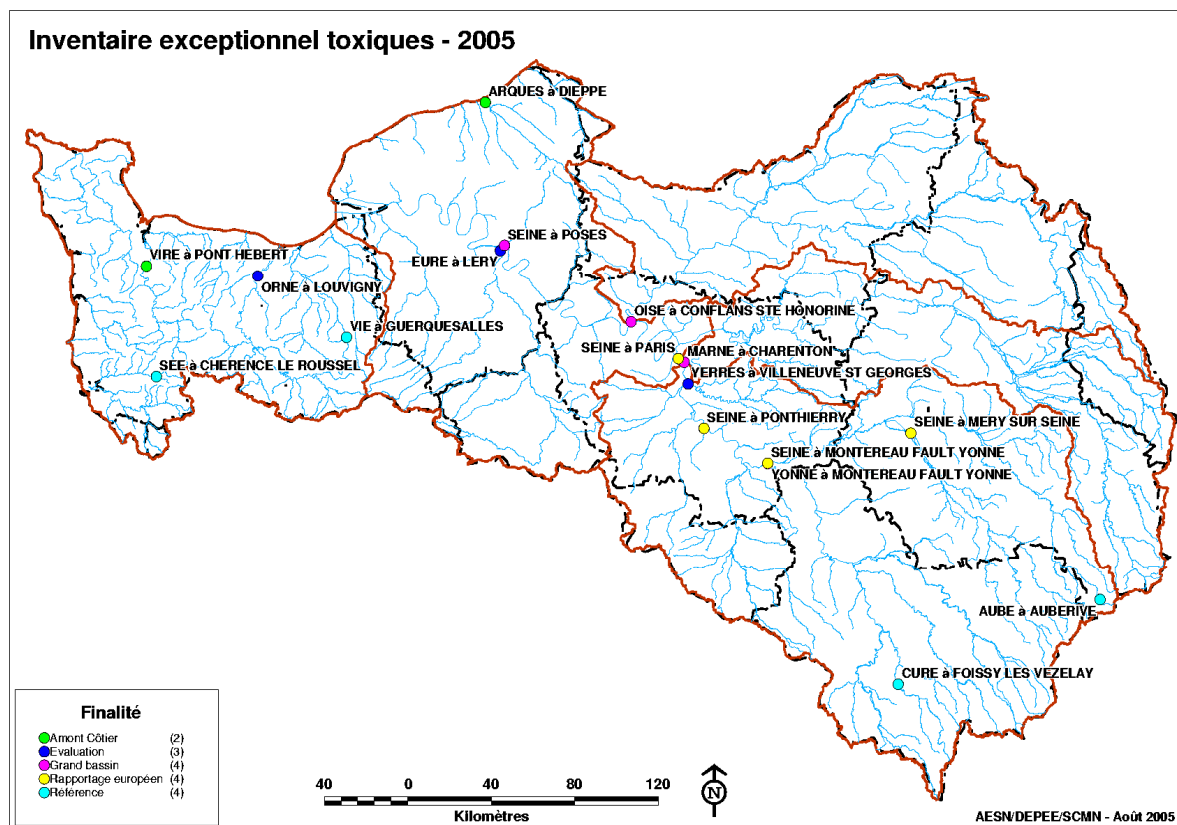 Inventaire exceptionnel toxiques - 2005
ARQUES à DIEPPE
SEINE à POSES
EURE à LERY
VIRE à PONT HEBERT
ORNE à LOUVIGNY
VIE à GUERQUESALLES
SEE à CHERENCE LE ROUSSEL
OISE à CONFLANS STE HONORINE
SEINE à PARIS
MARNE à CHARENTON
YERRES à VILLENEUVE ST GEORGES
SEINE à PONTHIERRY
SEINE à MERY SUR SEINE
SEINE à MONTEREAU FAULT YONNE
YONNE à MONTEREAU FAULT YONNE
AUBE à AUBERIVE
CURE à FOISSY LES VEZELAY
Finalité
Amont Côtier (2)
Evaluation (3)
Grand bassin (4)
Rapportage européen (4)
Référence (4)
40 0 40 80 120
Kilomètres
N
AESN/DEPEE/SCMN - Août 2005